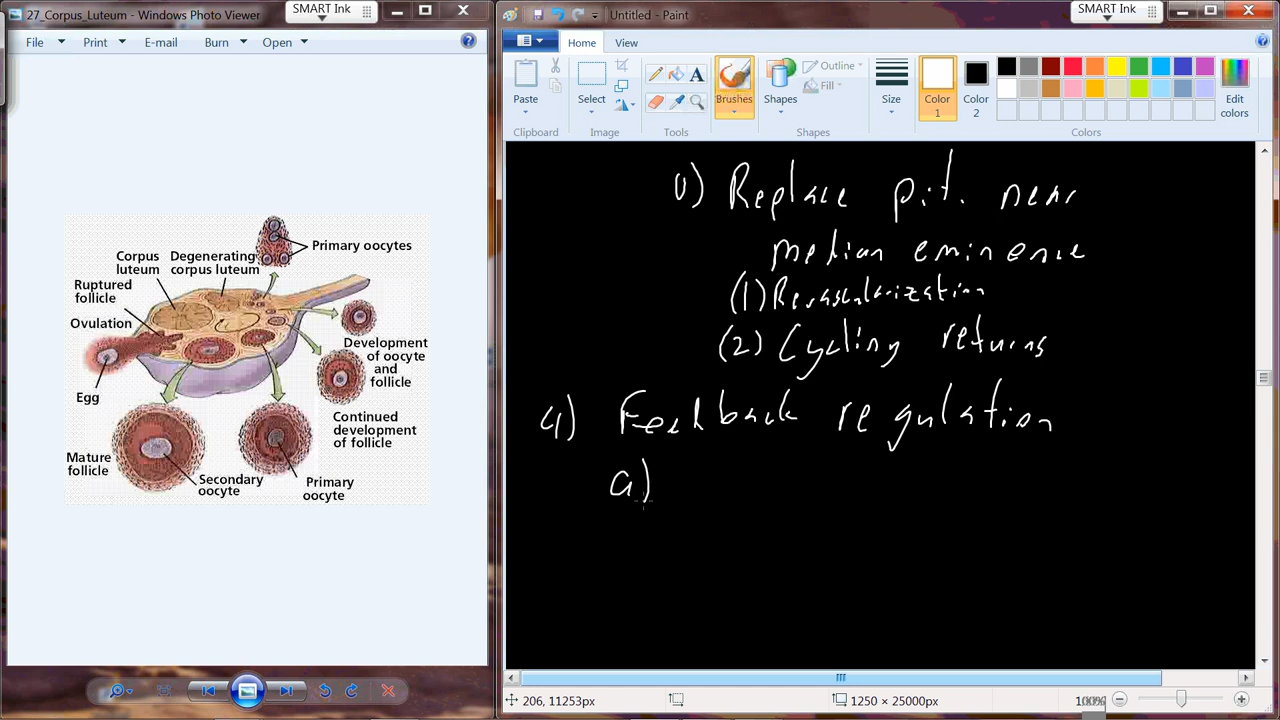 27_Corpus_Luteum - Windows Photo Viewer
SMART Ink
File Print E-mail Burn Open
Primary oocytes
Corpus luteum
Degenerating corpus luteum
Ruptured follicle
Ovulation
Egg
Development of oocyte and follicle
Continued development of follicle
Mature follicle
Secondary oocyte
Primary oocyte
Untitled - Paint
SMART Ink
Home View
Paste
Select
Brushes
Shapes
Outline
Fill
Size
Color 1
Color 2
Edit colors
Clipboard Image Tools Shapes Colors
Replace pit. near
median eminence
(1) Revascularization
(2) Cycling returns
4) Feedback regulation
a)
206, 11253px
1250 × 25000px